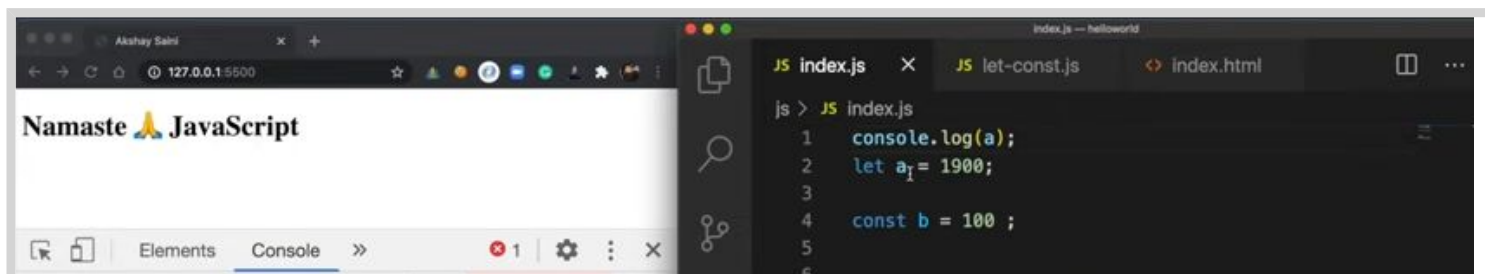 Akshay Saini
127.0.0.1:5500
Namaste 🙏 JavaScript
Elements Console » 1
index.js — helloworld
JS index.js × JS let-const.js <> index.html ...
js > JS index.js
1 console.log(a);
2 let a = 1900;
3
4 const b = 100 ;
5
6